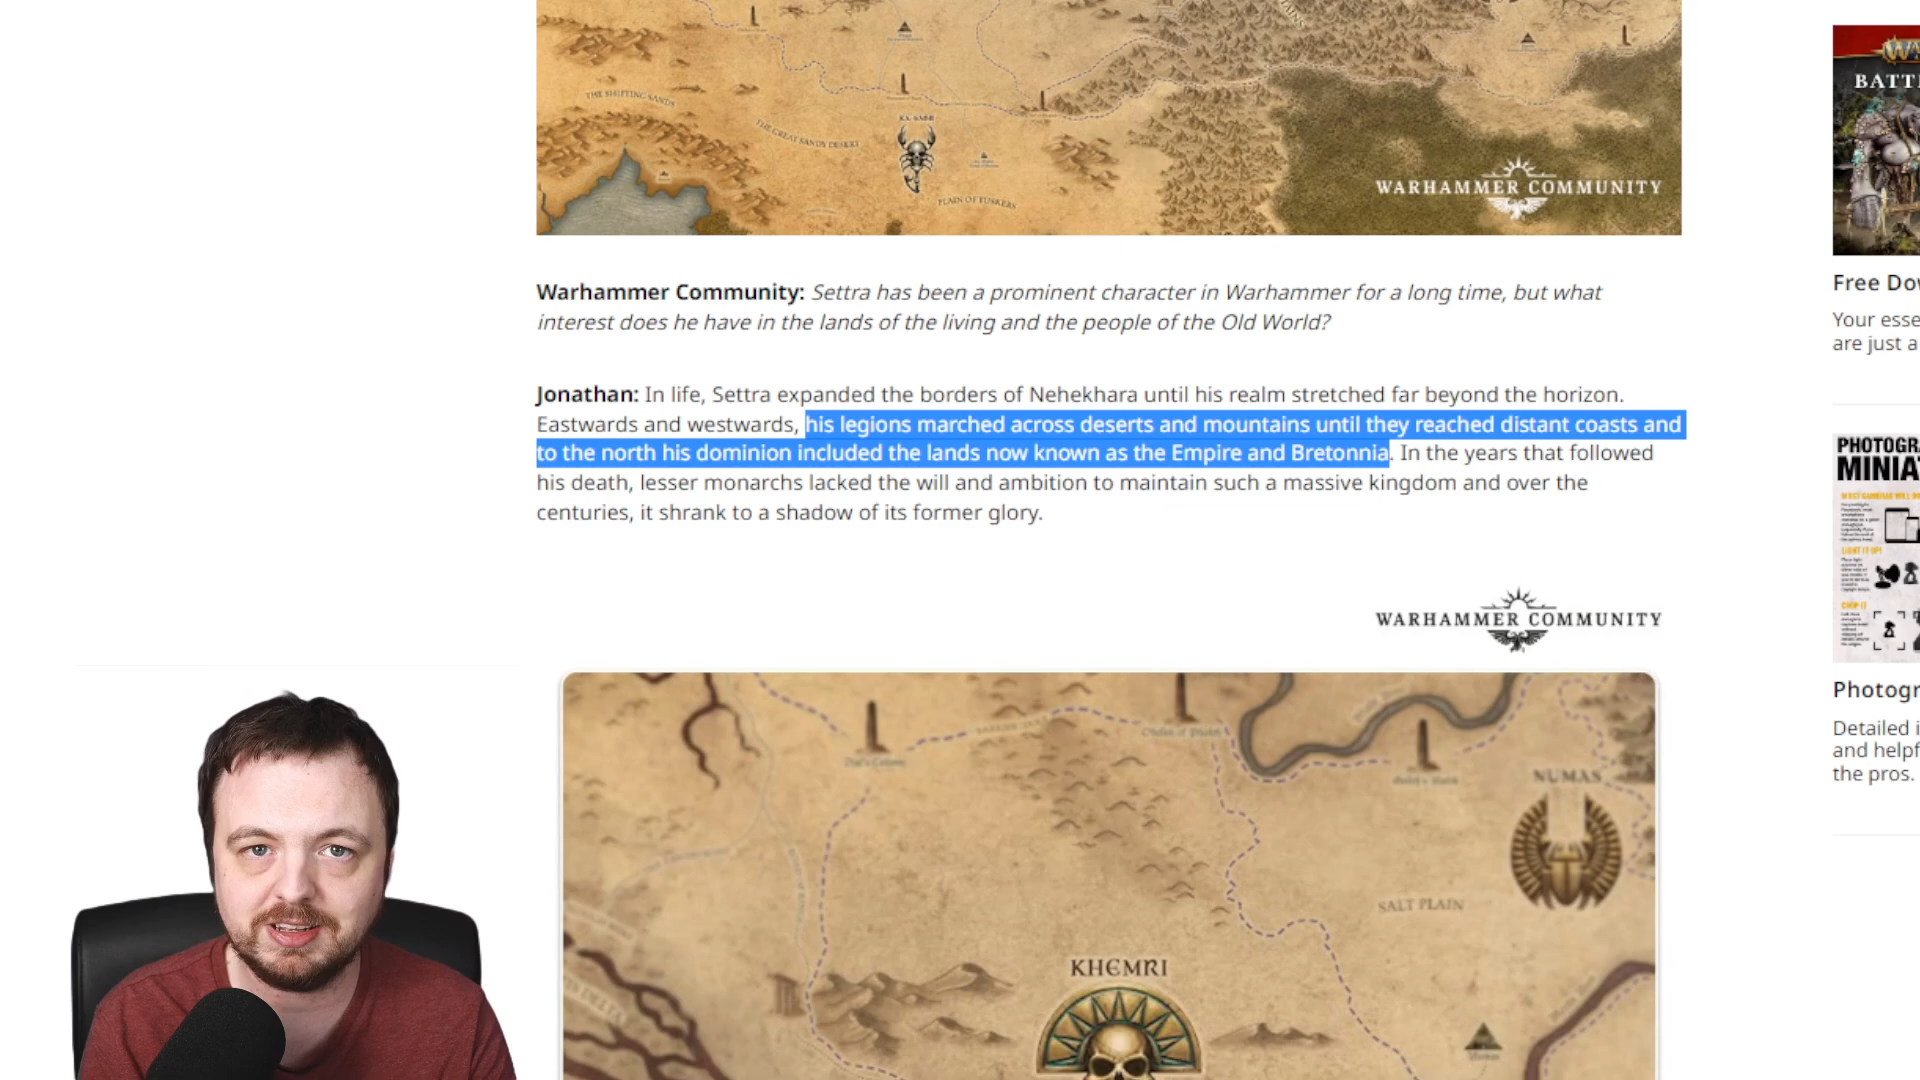 THE SHIFTING SANDS
THE GREAT SANDY DESERT
KA-SABAR
PLAIN OF TUSKERS
WARHAMMER COMMUNITY
BATTL
Warhammer Community: Settra has been a prominent character in Warhammer for a long time, but what
interest does he have in the lands of the living and the people of the Old World?
Jonathan: In life, Settra expanded the borders of Nehekhara until his realm stretched far beyond the horizon.
Eastwards and westwards, his legions marched across deserts and mountains until they reached distant coasts and
to the north his dominion included the lands now known as the Empire and Bretonnia. In the years that followed
his death, lesser monarchs lacked the will and ambition to maintain such a massive kingdom and over the
centuries, it shrank to a shadow of its former glory.
Free Dow
Your esse
are just a
PHOTOGRA
MINIAT
LIGHT IT UP!
CROP IT
Photogr
Detailed i
and helpf
the pros.
WARHAMMER COMMUNITY
NUMAS
SALT PLAIN
KHEMRI